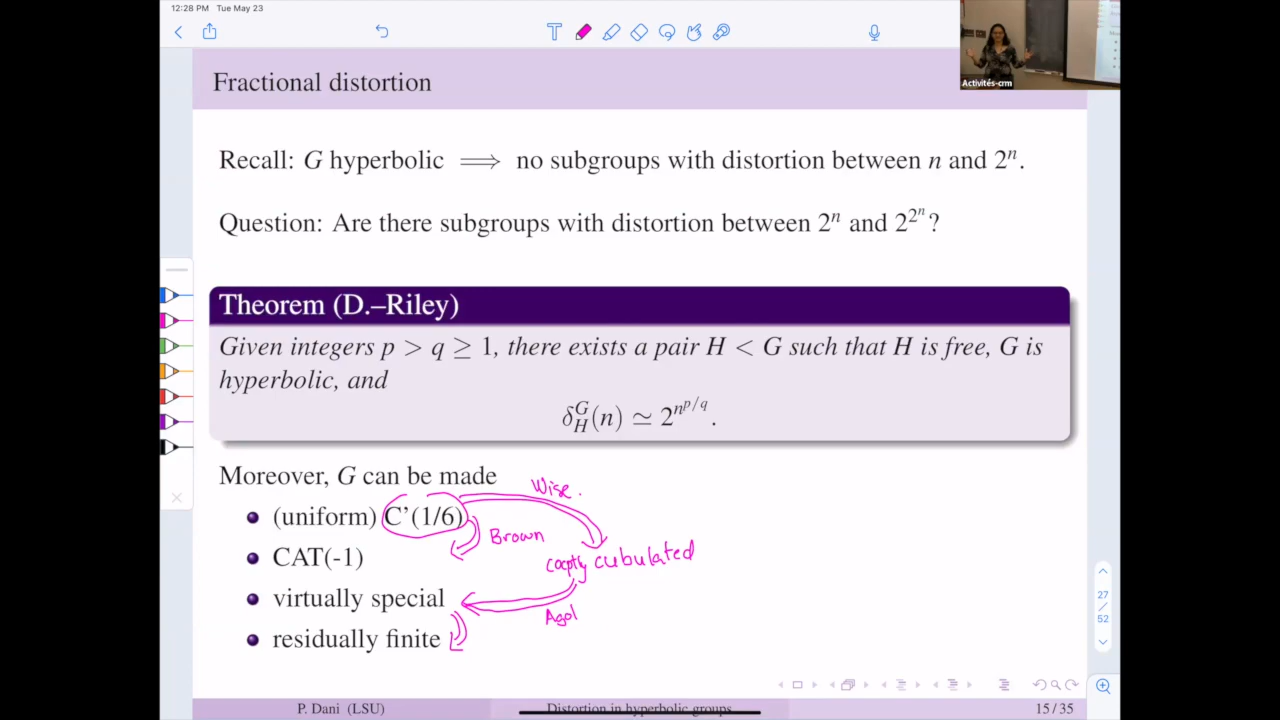 12:28 PM Tue May 23
Activités-crm
Fractional distortion
Recall: G hyperbolic ⟹ no subgroups with distortion between n and 2ⁿ.
Question: Are there subgroups with distortion between 2ⁿ and 2^{2ⁿ}?
Theorem (D.–Riley)
Given integers p > q ≥ 1, there exists a pair H < G such that H is free, G is
hyperbolic, and
δ_H^G(n) ≃ 2^{n^{p/q}}.
Moreover, G can be made
Wise.
(uniform) C'(1/6)
Brown
CAT(-1)
cubulated
virtually special
Agol
residually finite
27
/
52
P. Dani (LSU) Distortion in hyperbolic groups 15 / 35